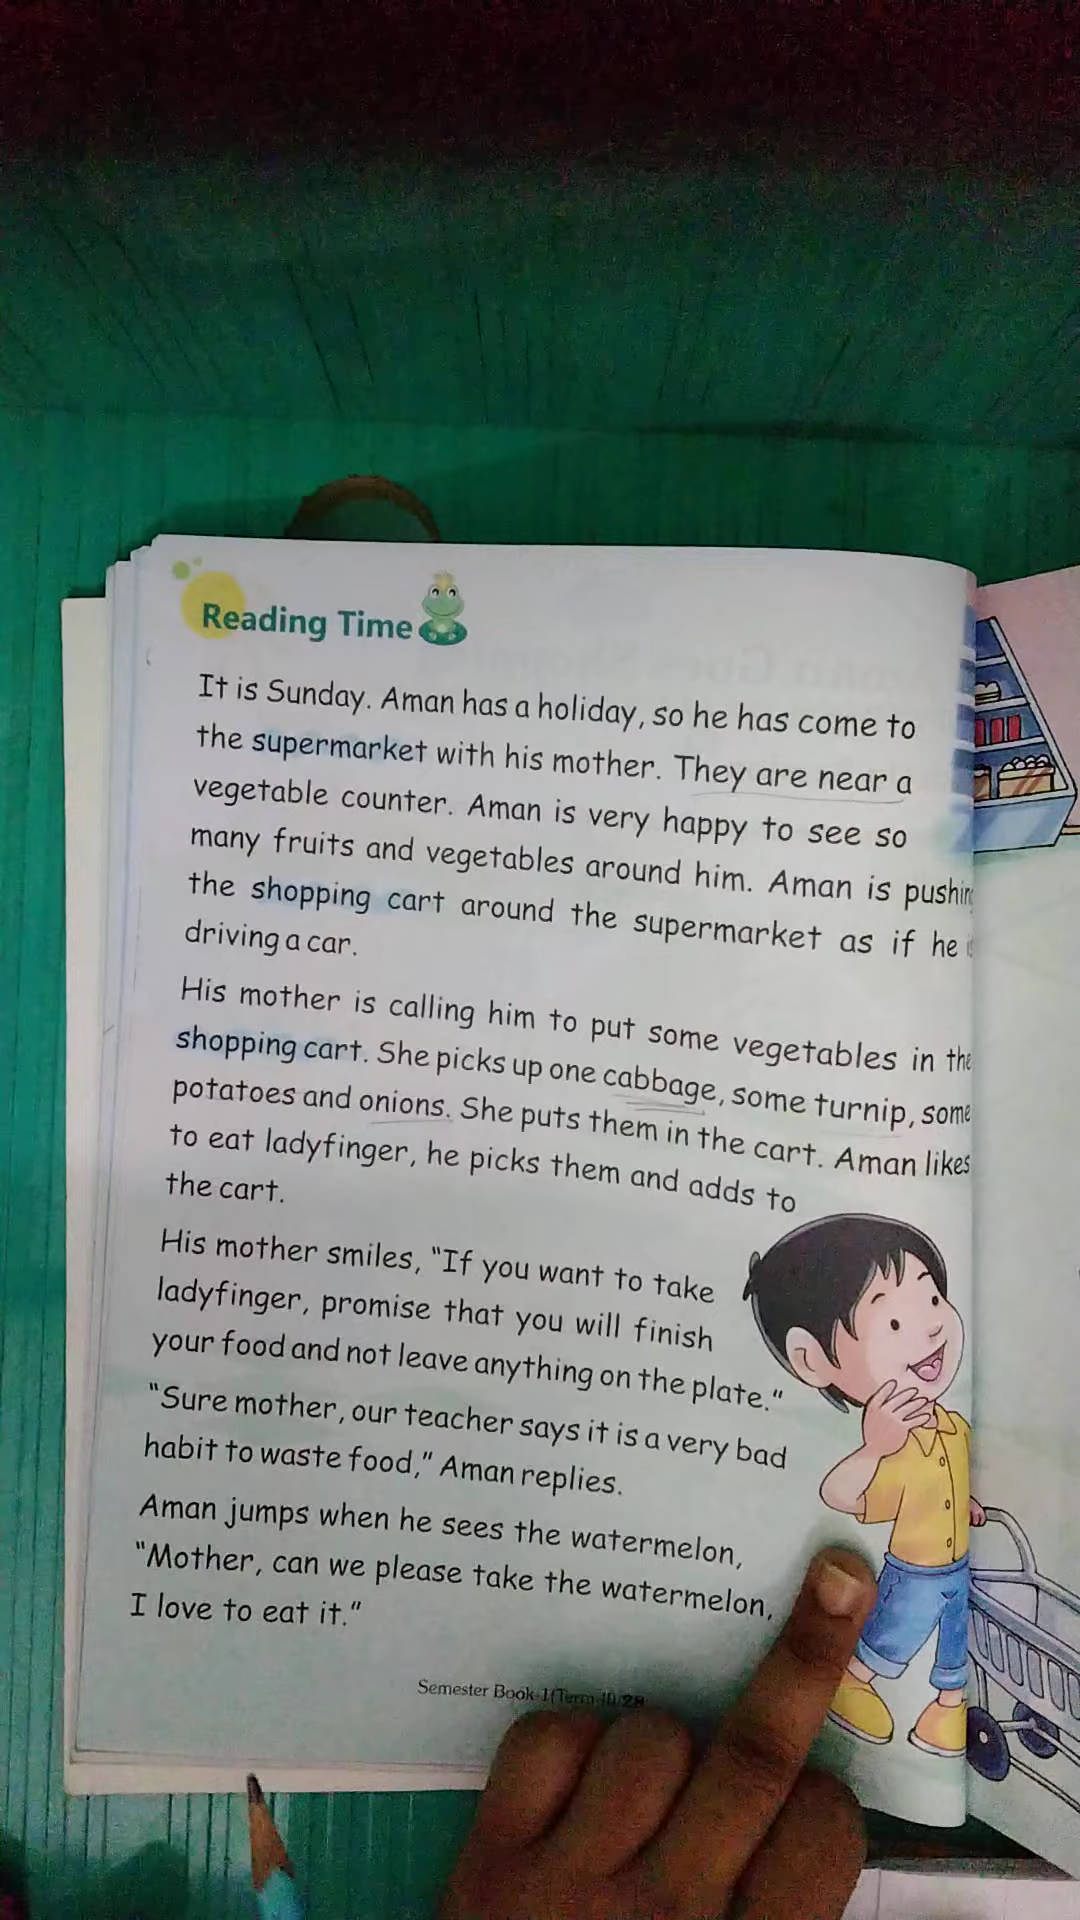 Reading Time
It is Sunday. Aman has a holiday, so he has come to
the supermarket with his mother. They are near a
vegetable counter. Aman is very happy to see so
many fruits and vegetables around him. Aman is pushin
the shopping cart around the supermarket as if he
driving a car.
His mother is calling him to put some vegetables in the
shopping cart. She picks up one cabbage, some turnip, some
potatoes and onions. She puts them in the cart. Aman likes
to eat ladyfinger, he picks them and adds to
the cart.
His mother smiles, “If you want to take
ladyfinger, promise that you will finish
your food and not leave anything on the plate.”
“Sure mother, our teacher says it is a very bad
habit to waste food,” Aman replies.
Aman jumps when he sees the watermelon,
“Mother, can we please take the watermelon,
I love to eat it.”
Semester Book-1